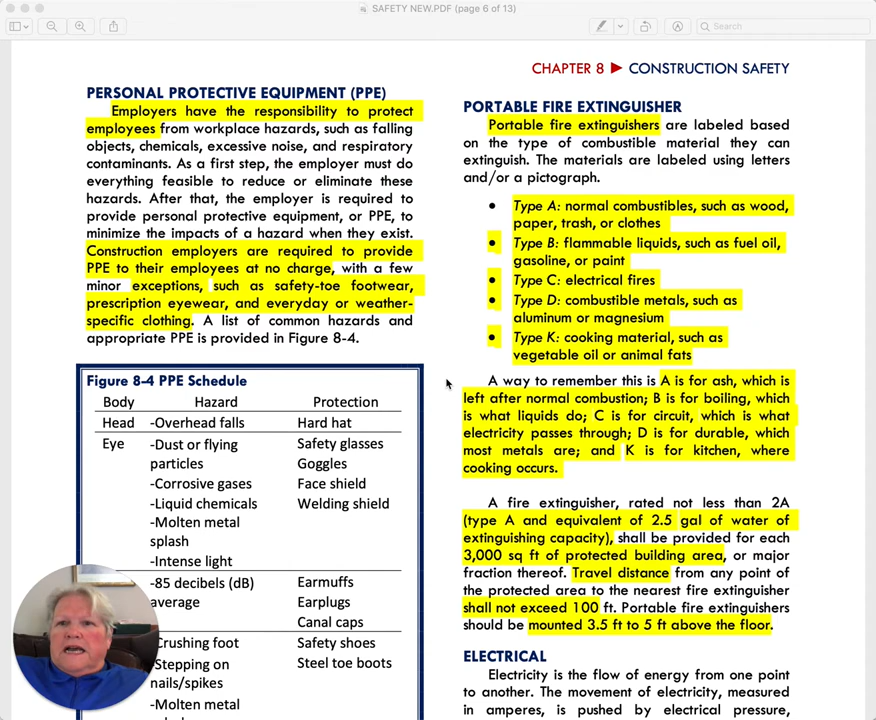 SAFETY NEW.PDF (page 6 of 13)
Search
CHAPTER 8 ► CONSTRUCTION SAFETY
PERSONAL PROTECTIVE EQUIPMENT (PPE)
Employers have the responsibility to protect
employees from workplace hazards, such as falling
objects, chemicals, excessive noise, and respiratory
contaminants. As a first step, the employer must do
everything feasible to reduce or eliminate these
hazards. After that, the employer is required to
provide personal protective equipment, or PPE, to
minimize the impacts of a hazard when they exist.
Construction employers are required to provide
PPE to their employees at no charge, with a few
minor exceptions, such as safety-toe footwear,
prescription eyewear, and everyday or weather-
specific clothing. A list of common hazards and
appropriate PPE is provided in Figure 8-4.
Figure 8-4 PPE Schedule
Body Hazard Protection
Head -Overhead falls Hard hat
Eye -Dust or flying Safety glasses
particles Goggles
-Corrosive gases Face shield
-Liquid chemicals Welding shield
-Molten metal
splash
-Intense light
-85 decibels (dB) Earmuffs
average Earplugs
Canal caps
Crushing foot Safety shoes
Stepping on Steel toe boots
nails/spikes
-Molten metal
PORTABLE FIRE EXTINGUISHER
Portable fire extinguishers are labeled based
on the type of combustible material they can
extinguish. The materials are labeled using letters
and/or a pictograph.
• Type A: normal combustibles, such as wood,
paper, trash, or clothes
• Type B: flammable liquids, such as fuel oil,
gasoline, or paint
• Type C: electrical fires
• Type D: combustible metals, such as
aluminum or magnesium
• Type K: cooking material, such as
vegetable oil or animal fats
A way to remember this is A is for ash, which is
left after normal combustion; B is for boiling, which
is what liquids do; C is for circuit, which is what
electricity passes through; D is for durable, which
most metals are; and K is for kitchen, where
cooking occurs.
A fire extinguisher, rated not less than 2A
(type A and equivalent of 2.5 gal of water of
extinguishing capacity), shall be provided for each
3,000 sq ft of protected building area, or major
fraction thereof. Travel distance from any point of
the protected area to the nearest fire extinguisher
shall not exceed 100 ft. Portable fire extinguishers
should be mounted 3.5 ft to 5 ft above the floor.
ELECTRICAL
Electricity is the flow of energy from one point
to another. The movement of electricity, measured
in amperes, is pushed by electrical pressure,